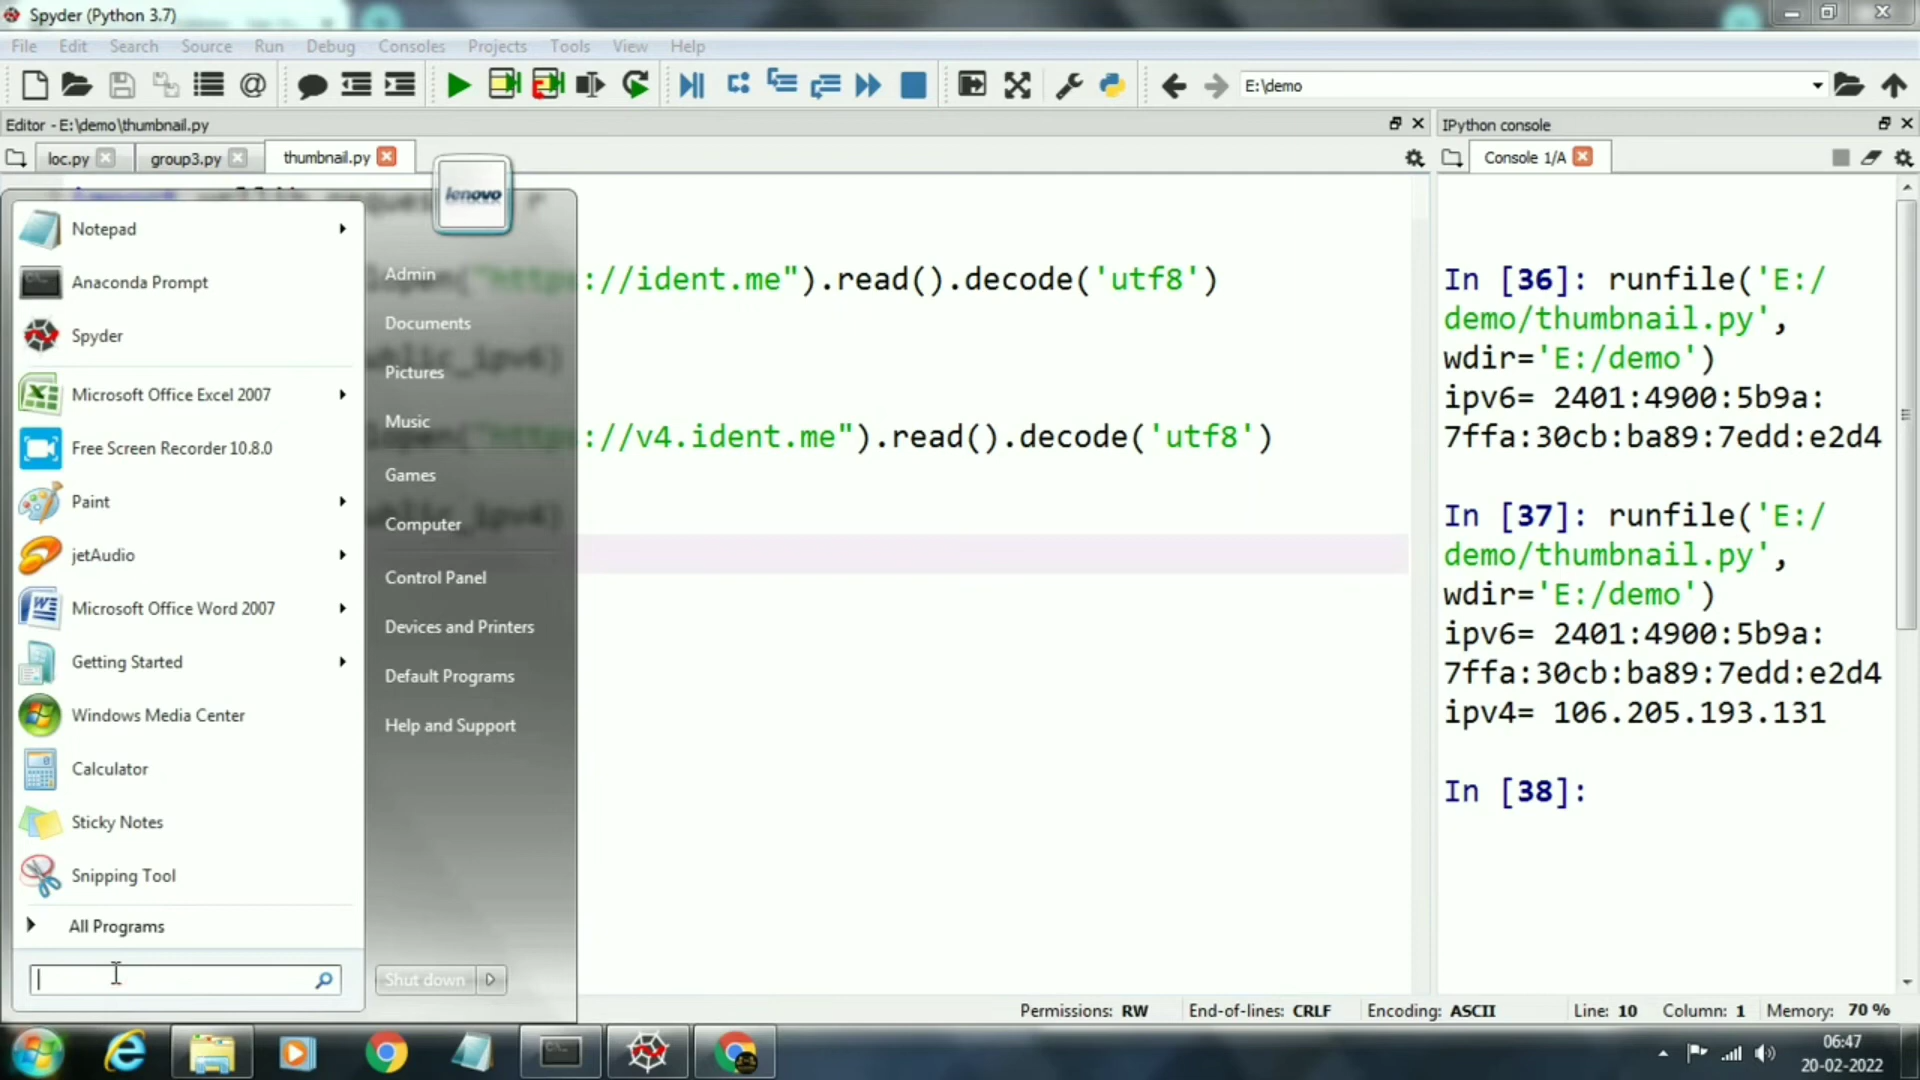 Spyder (Python 3.7)
File Edit Search Source Run Debug Consoles Projects Tools View Help
E:\demo
Editor - E:\demo\thumbnail.py
IPython console
loc.py group3.py thumbnail.py
Console 1/A
lenovo
Notepad
Anaconda Prompt
Spyder
Microsoft Office Excel 2007
Free Screen Recorder 10.8.0
Paint
jetAudio
Microsoft Office Word 2007
Getting Started
Windows Media Center
Calculator
Sticky Notes
Snipping Tool
All Programs
Admin
Documents
Pictures
Music
Games
Computer
Control Panel
Devices and Printers
Default Programs
Help and Support
Shut down
://ident.me").read().decode('utf8')
://v4.ident.me").read().decode('utf8')
In [36]: runfile('E:/
demo/thumbnail.py',
wdir='E:/demo')
ipv6= 2401:4900:5b9a:
7ffa:30cb:ba89:7edd:e2d4
In [37]: runfile('E:/
demo/thumbnail.py',
wdir='E:/demo')
ipv6= 2401:4900:5b9a:
7ffa:30cb:ba89:7edd:e2d4
ipv4= 106.205.193.131
In [38]:
Permissions: RW End-of-lines: CRLF Encoding: ASCII Line: 10 Column: 1 Memory: 70 %
06:47
20-02-2022